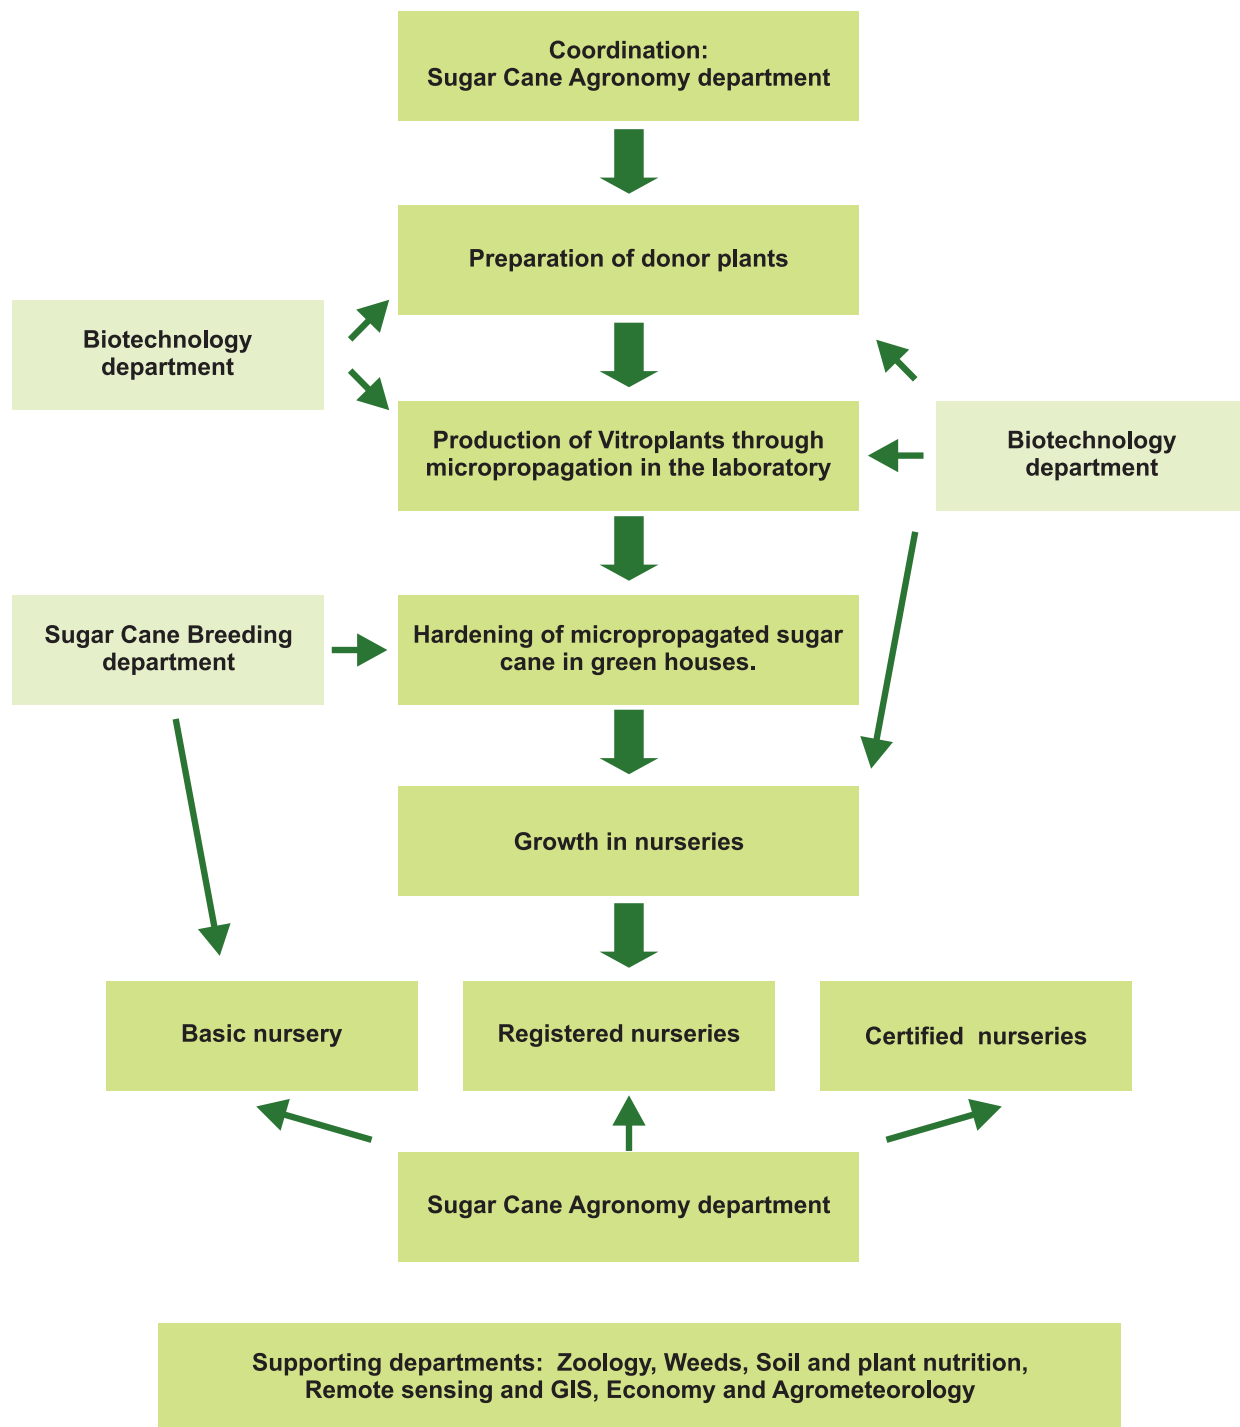 Coordination:
Sugar Cane Agronomy department
Preparation of donor plants
Biotechnology
department
Production of Vitroplants through
micropropagation in the laboratory
Biotechnology
department
Sugar Cane Breeding
department
Hardening of micropropagated sugar
cane in green houses.
Growth in nurseries
Basic nursery
Registered nurseries
Certified nurseries
Sugar Cane Agronomy department
Supporting departments: Zoology, Weeds, Soil and plant nutrition,
Remote sensing and GIS, Economy and Agrometeorology